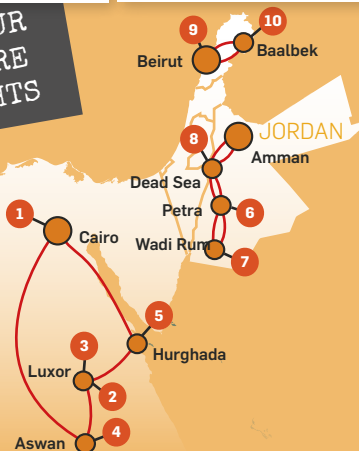 UR
RE
HTS
9
10
Beirut
Baalbek
JORDAN
8
Amman
Dead Sea
Petra
6
1
Cairo
Wadi Rum
7
5
Hurghada
3
Luxor
2
4
Aswan